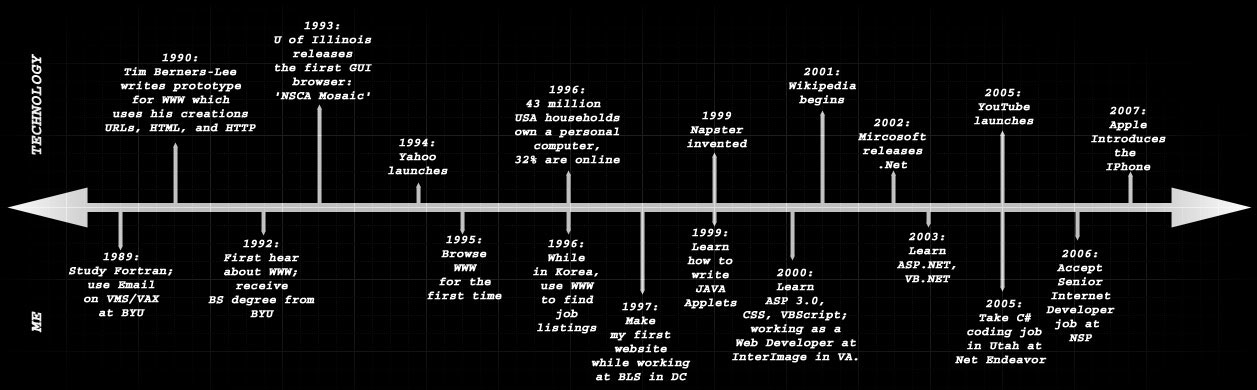 TECHNOLOGY
1990:
Tim Berners-Lee
writes prototype
for WWW which
uses his creations
URLs, HTML, and HTTP
1993:
U of Illinois
releases
the first GUI
browser:
'NSCA Mosaic'
1994:
Yahoo
launches
1996:
43 million
USA households
own a personal
computer,
32% are online
1999
Napster
invented
2001:
Wikipedia
begins
2002:
Mircosoft
releases
.Net
2005:
YouTube
launches
2007:
Apple
Introduces
the
IPhone
ME
1989:
Study Fortran;
use Email
on VMS/VAX
at BYU
1992:
First hear
about WWW;
receive
BS degree from
BYU
1995:
Browse
WWW
for the
first time
1996:
While
in Korea,
use WWW
to find
job
listings
1997:
Make
my first
website
while working
at BLS in DC
1999:
Learn
how to
write
JAVA
Applets
2000:
Learn
ASP 3.0,
CSS, VBScript;
working as a
Web Developer at
InterImage in VA.
2003:
Learn
ASP.NET,
VB.NET
2005:
Take C#
coding job
in Utah at
Net Endeavor
2006:
Accept
Senior
Internet
Developer
job at
NSP